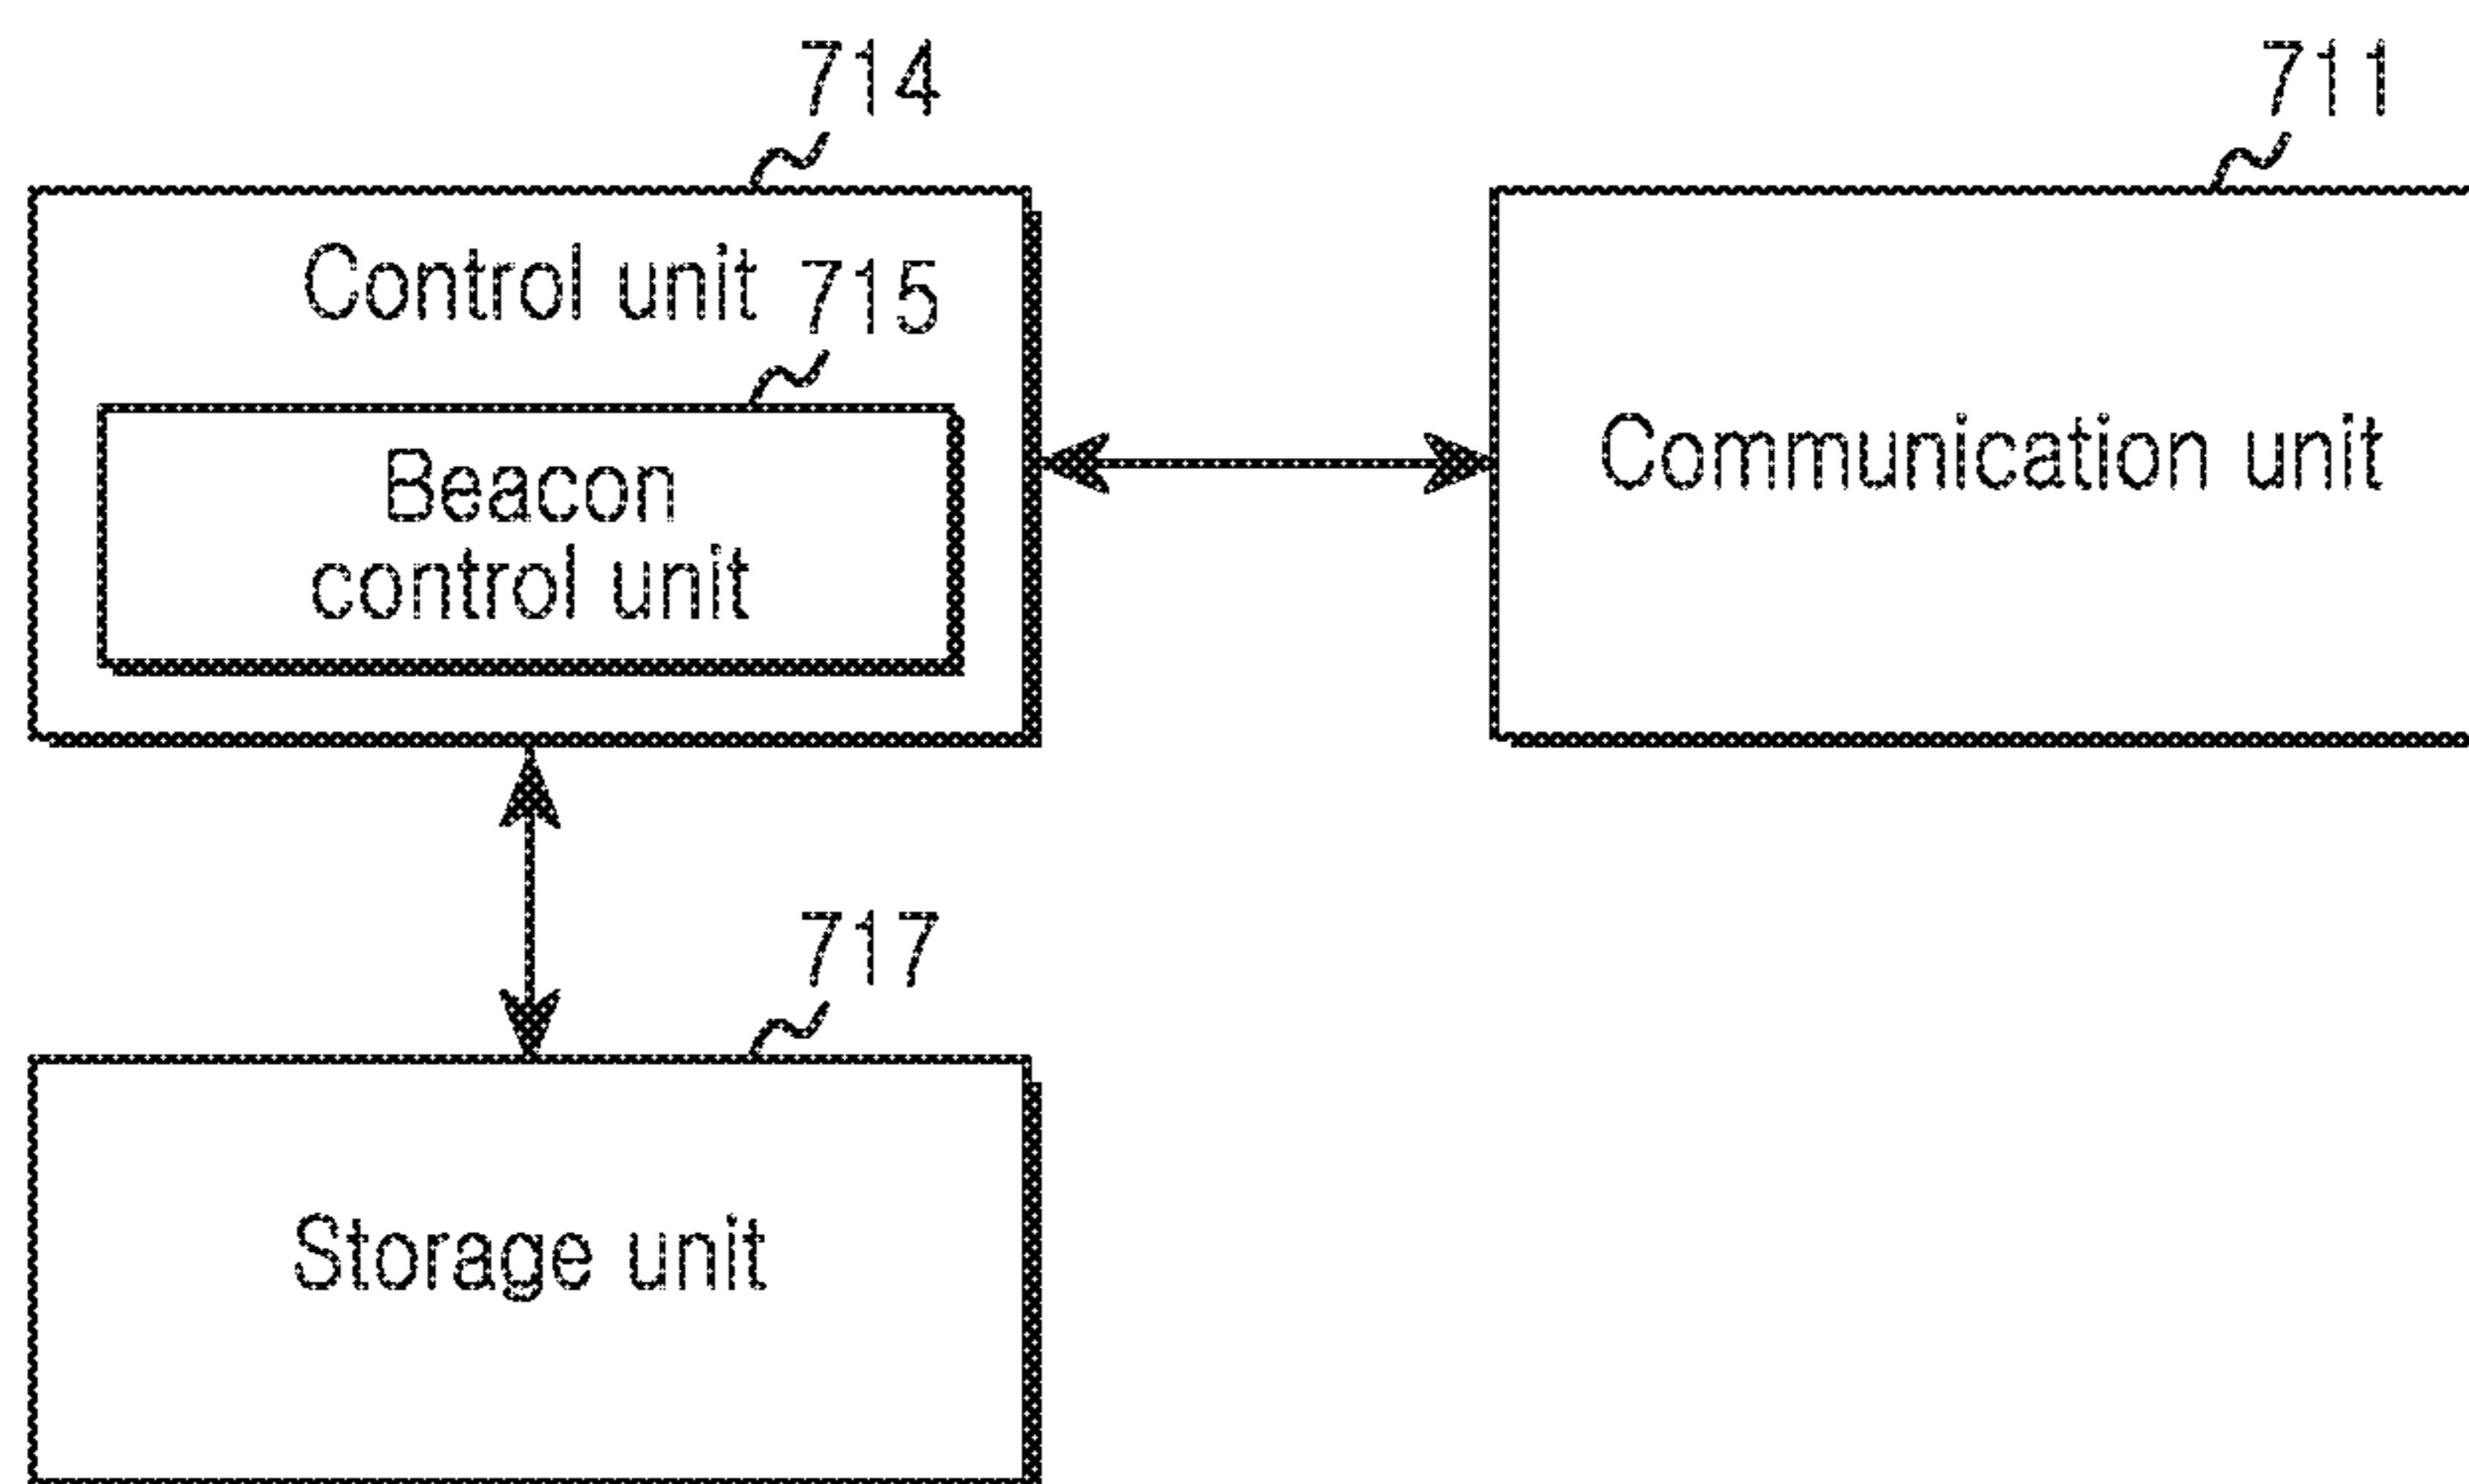 714
711
Control unit
715
Beacon
control unit
Communication unit
717
Storage unit